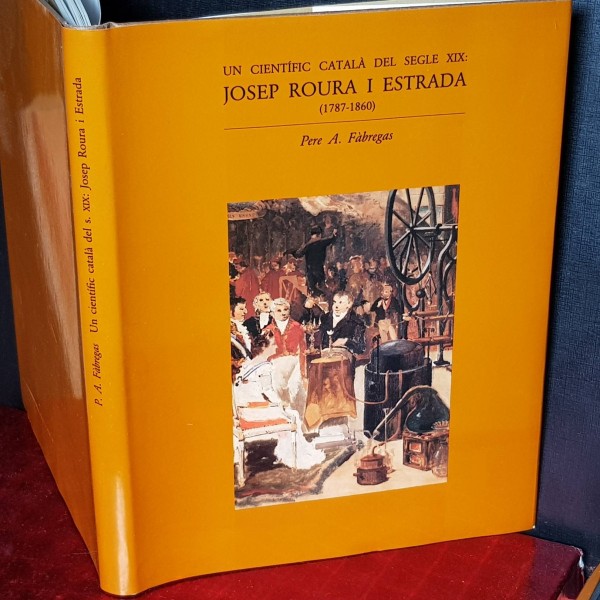 UN CIENTÍFIC CATALÀ DEL SEGLE XIX:
JOSEP ROURA I ESTRADA
(1787-1860)
Pere A. Fàbregas
P. A. Fàbregas Un científic català del s. XIX: Josep Roura i Estrada